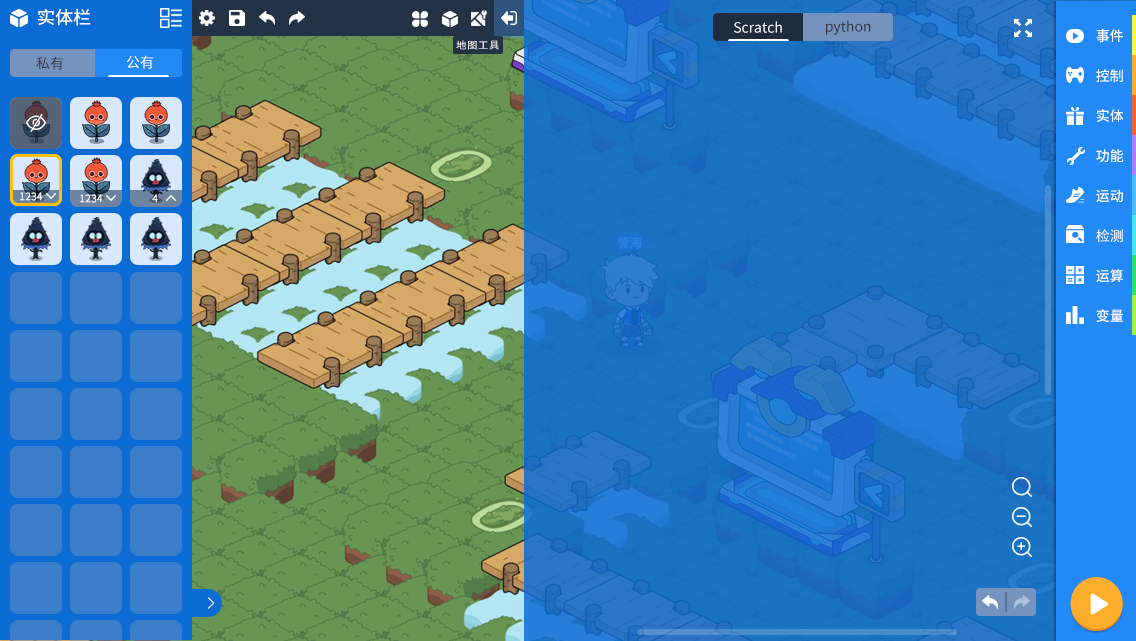 实体栏
私有
公有
1234
1234
4
地图工具
Scratch
python
事件
控制
实体
功能
运动
检测
运算
变量